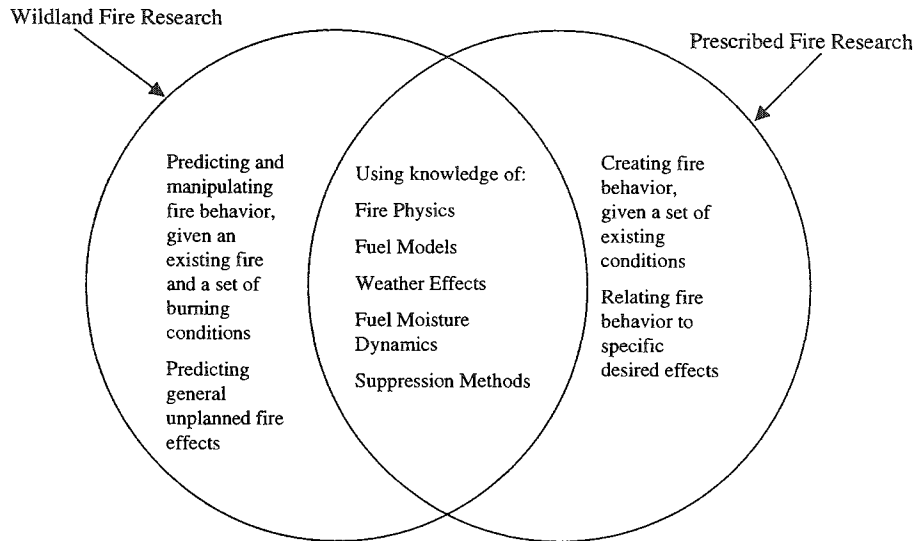 Wildland Fire Research
Prescribed Fire Research
Predicting and
manipulating
fire behavior,
given an
existing fire
and a set of
burning
conditions
Predicting
general
unplanned fire
effects
Using knowledge of:
Fire Physics
Fuel Models
Weather Effects
Fuel Moisture
Dynamics
Suppression Methods
Creating fire
behavior,
given a set of
existing
conditions
Relating fire
behavior to
specific
desired effects